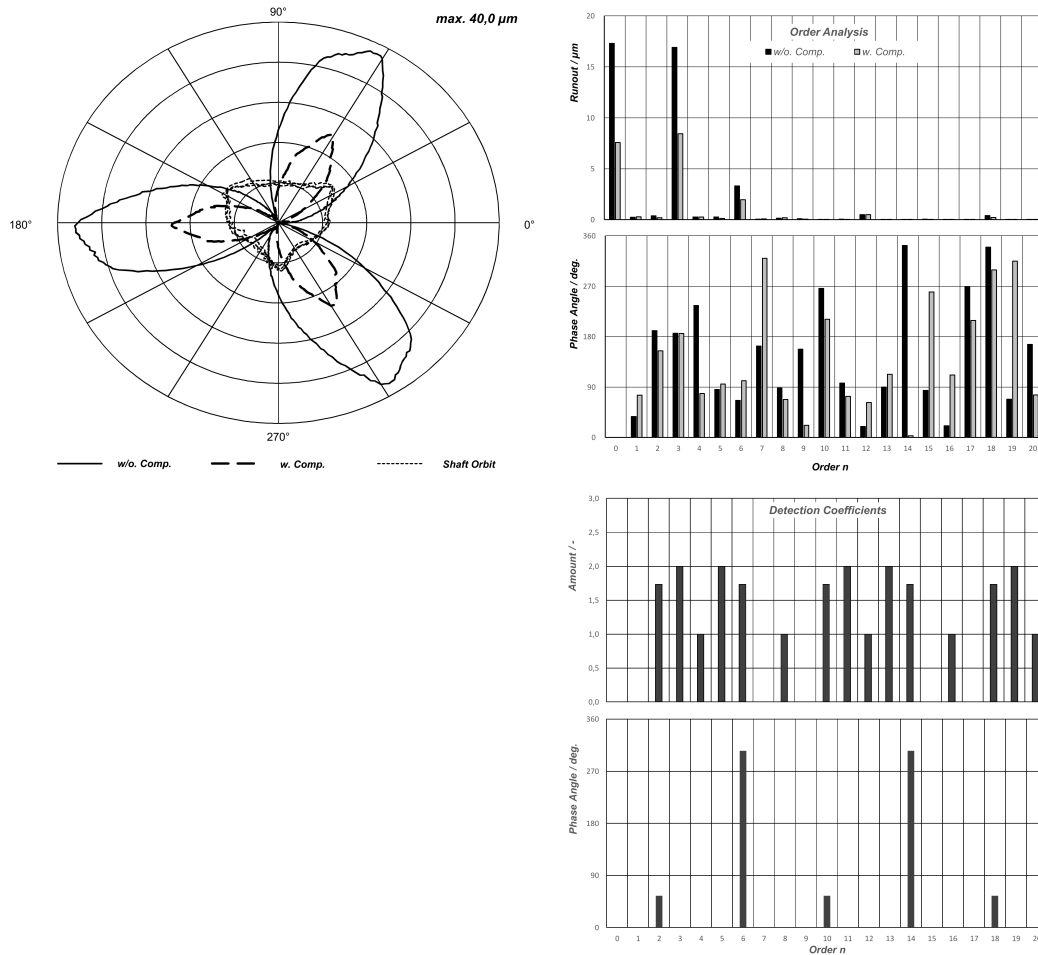 max. 40,0 µm
90°
180°
0°
270°
w/o. Comp.
w. Comp.
Shaft Orbit
Order Analysis
w/o. Comp.
w. Comp.
Runout / µm
20
15
10
5
0
Phase Angle / deg.
360
270
180
90
0
0 1 2 3 4 5 6 7 8 9 10 11 12 13 14 15 16 17 18 19 20
Order n
Detection Coefficients
Amount / -
3,0
2,5
2,0
1,5
1,0
0,5
0,0
Phase Angle / deg.
360
270
180
90
0
0 1 2 3 4 5 6 7 8 9 10 11 12 13 14 15 16 17 18 19 20
Order n